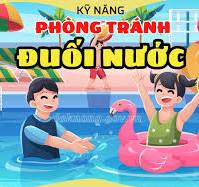 KỸ NĂNG
PHÒNG TRÁNH
ĐUỐI NƯỚC